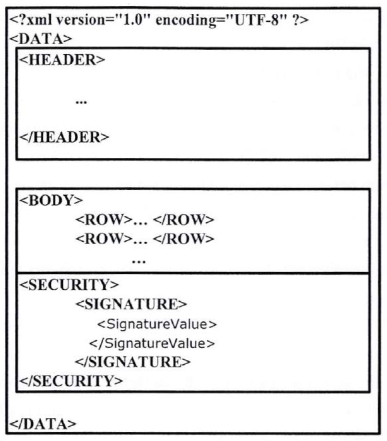 <?xml version="1.0" encoding="UTF-8" ?>
<DATA>
<HEADER>
...
</HEADER>
<BODY>
<ROW>... </ROW>
<ROW>... </ROW>
...
<SECURITY>
<SIGNATURE>
<SignatureValue>
</SignatureValue>
</SIGNATURE>
</SECURITY>
</DATA>